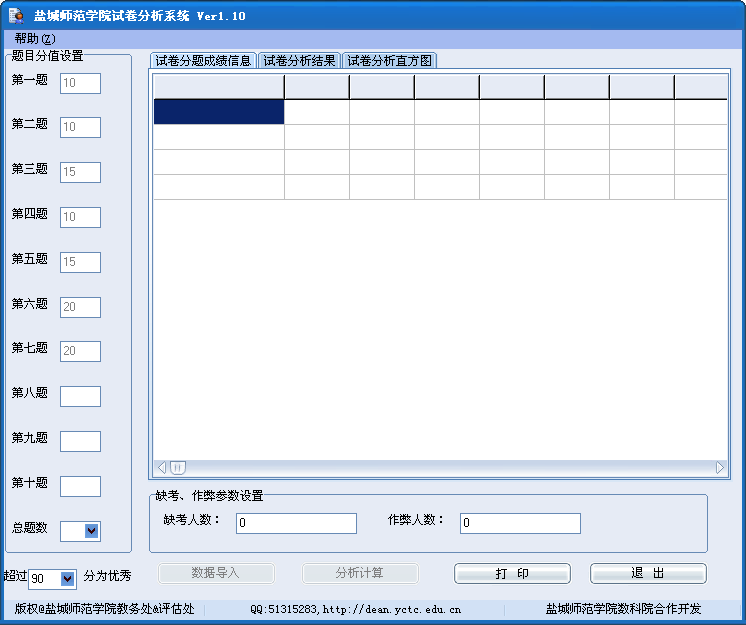 盐城师范学院试卷分析系统 Ver1.10
帮助(Z)
题目分值设置
第一题 10
第二题 10
第三题 15
第四题 10
第五题 15
第六题 20
第七题 20
第八题
第九题
第十题
总题数
超过 90 分为优秀
试卷分题成绩信息 试卷分析结果 试卷分析直方图
缺考、作弊参数设置
缺考人数： 0 作弊人数： 0
数据导入 分析计算 打 印 退 出
版权@盐城师范学院教务处&评估处 QQ:51315283,http://dean.yctc.edu.cn 盐城师范学院数科院合作开发